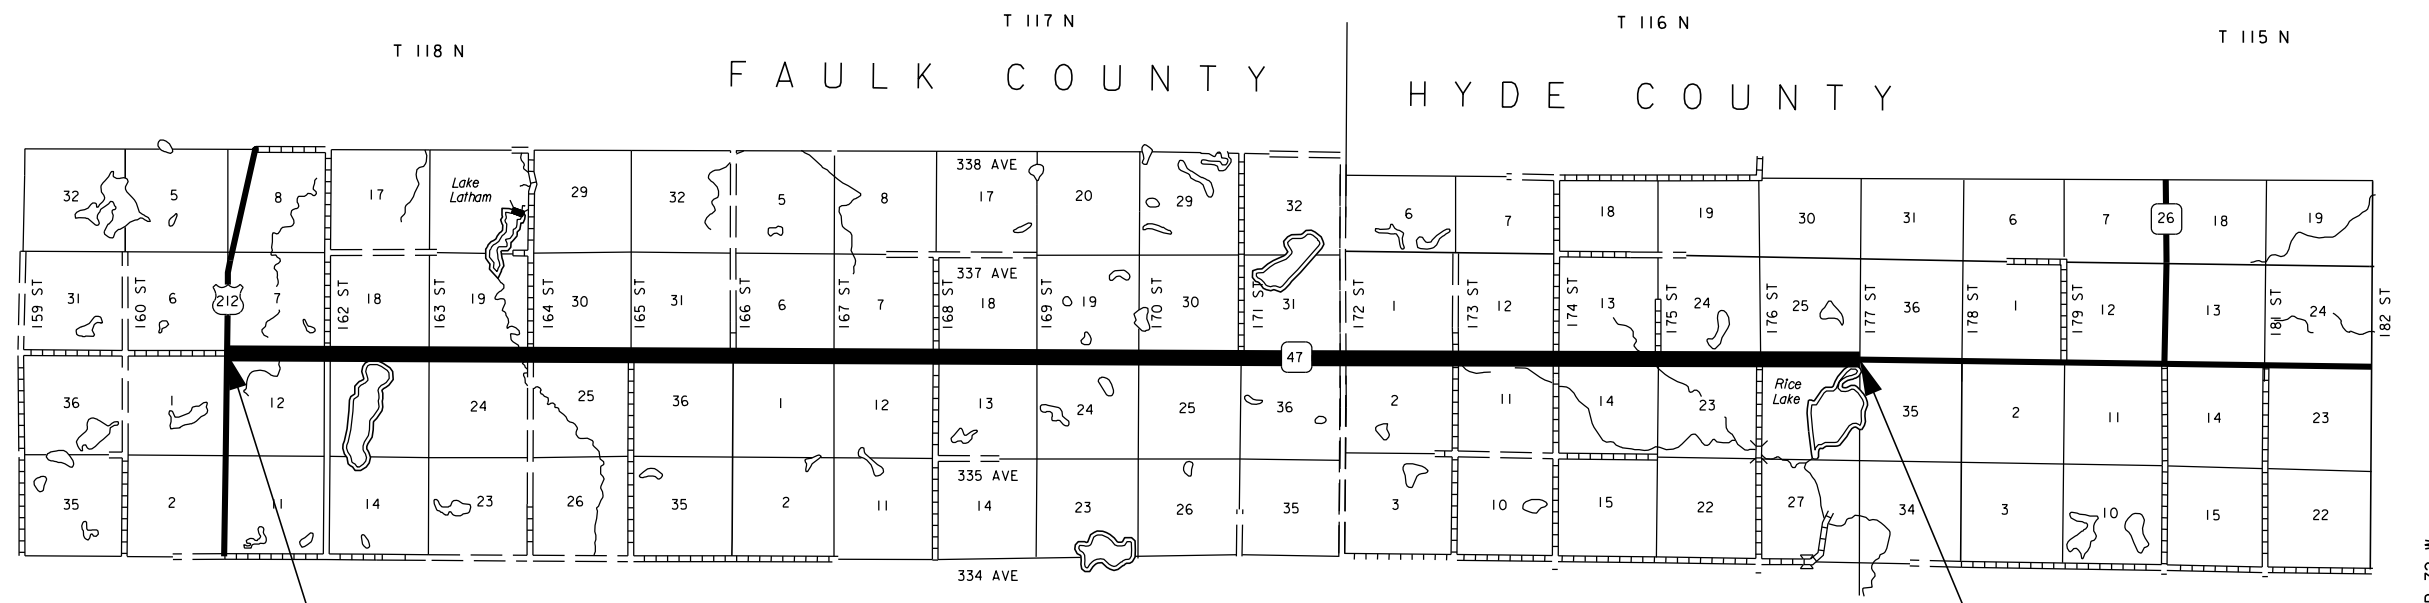 T 118 N
T 117 N
T 116 N
T 115 N
FAULK COUNTY
HYDE COUNTY
338 AVE
Lake
Latham
32 5 8 17 29 32 5 8 17 20 29 32 6 7 18 19 30 31 6 7 26 18 19
337 AVE
159 ST 31 160 ST 6 212 7 162 ST 18 163 ST 19 164 ST 30 165 ST 31 166 ST 6 167 ST 7 168 ST 18 169 ST 19 170 ST 30 171 ST 31 172 ST 1 173 ST 12 174 ST 13 175 ST 24 176 ST 25 177 ST 36 178 ST 1 179 ST 12 13 181 ST 24 182 ST
47
Rice
Lake
36 1 12 24 25 36 1 12 13 24 25 36 2 11 14 23 35 2 11 14 23
335 AVE
35 2 11 14 23 26 35 2 11 14 23 26 35 3 10 15 22 27 34 3 10 15 22
334 AVE